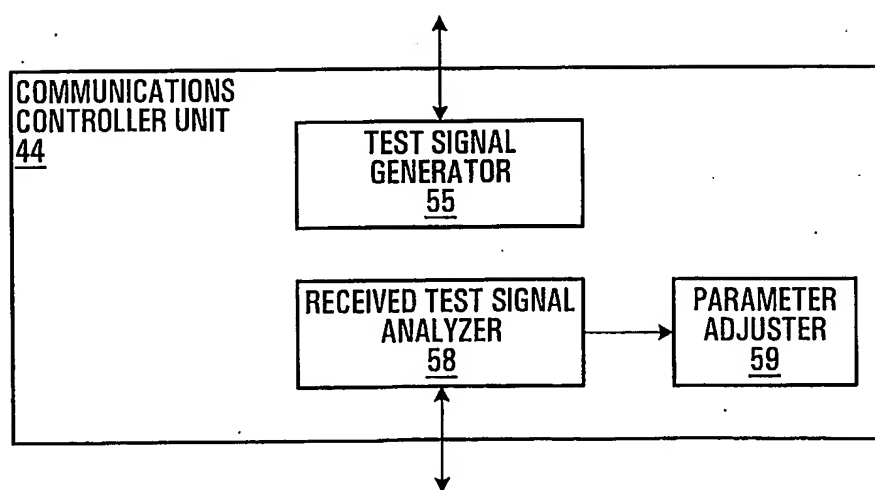 COMMUNICATIONS
CONTROLLER UNIT
44
TEST SIGNAL
GENERATOR
55
RECEIVED TEST SIGNAL
ANALYZER
58
PARAMETER
ADJUSTER
59